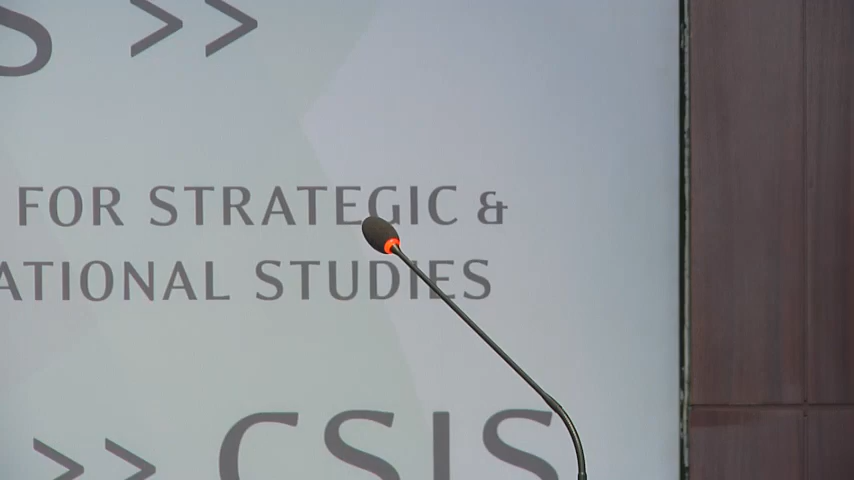 S >>
FOR STRATEGIC &
ATIONAL STUDIES
>> CSIS